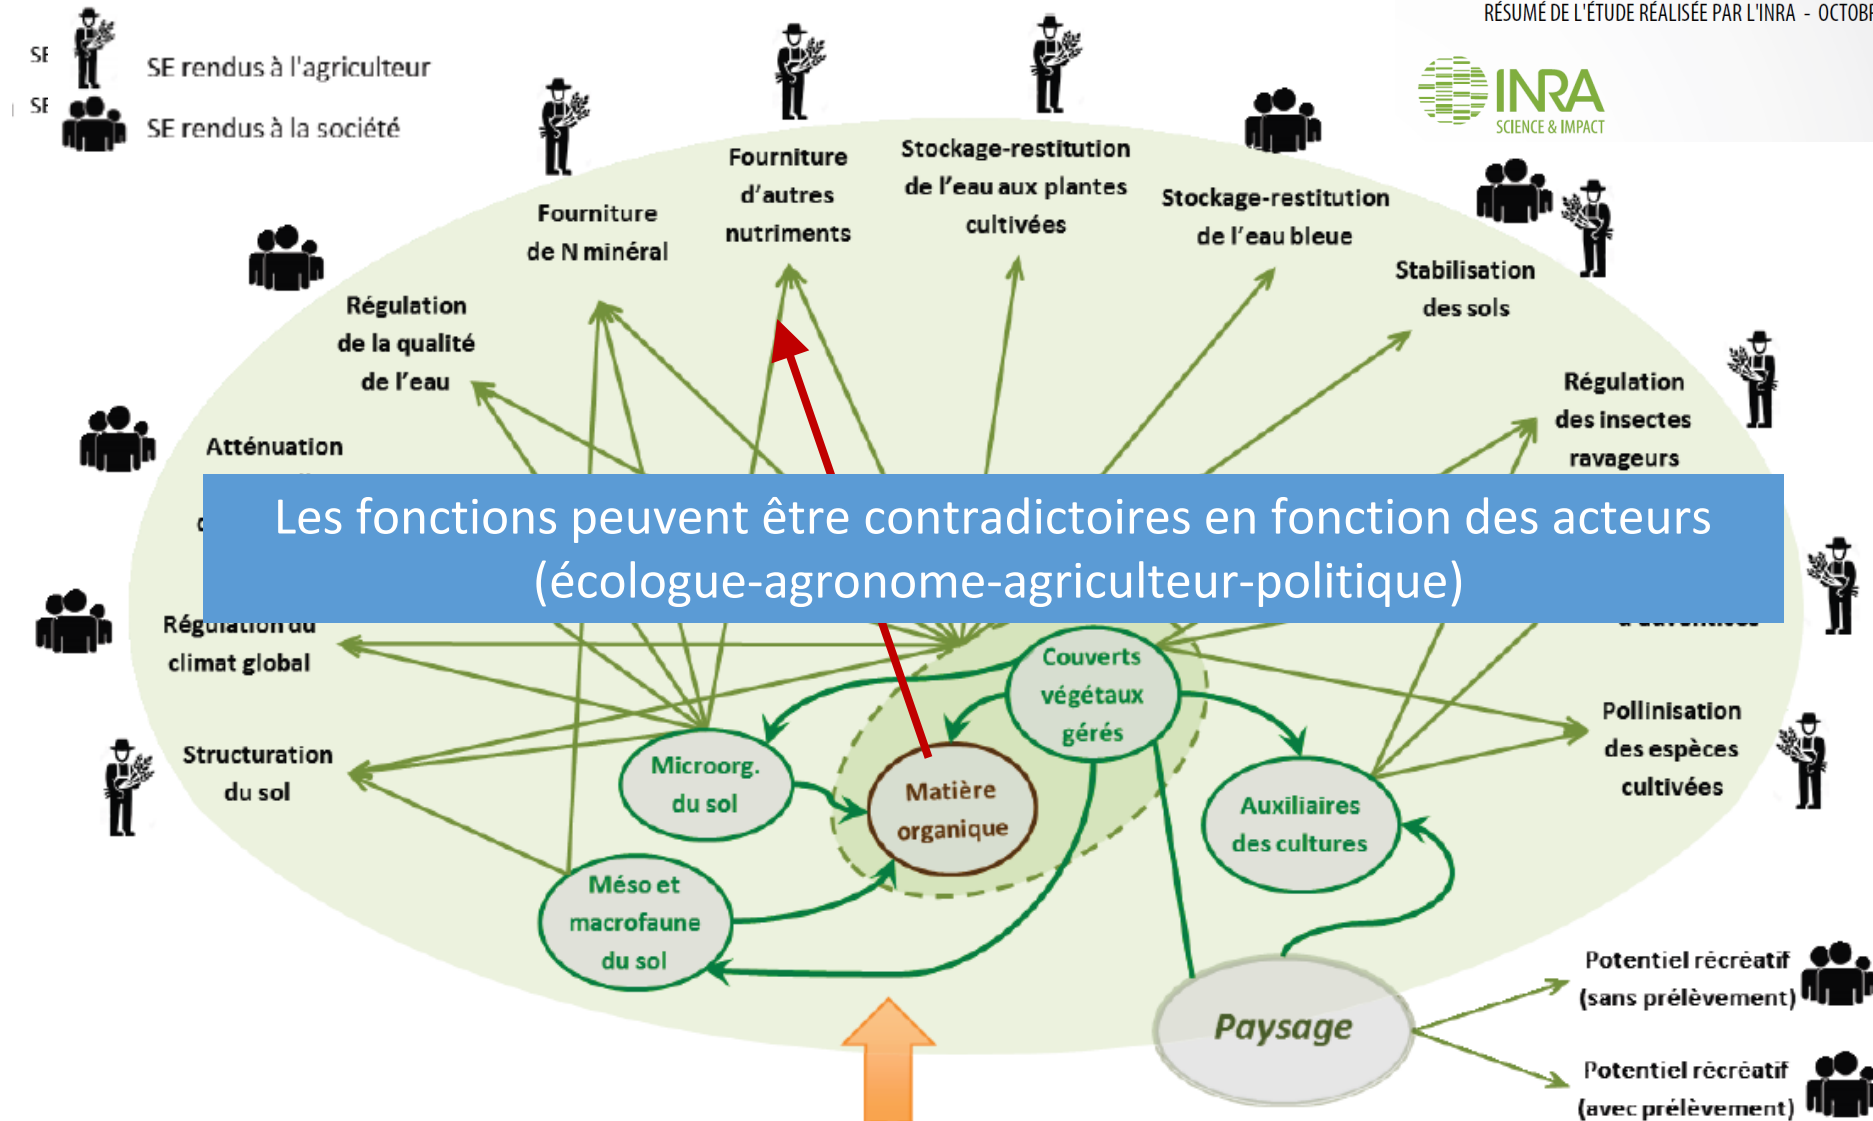 RÉSUMÉ DE L'ÉTUDE RÉALISÉE PAR L'INRA -
INRA
SCIENCE & IMPACT
SE
SE rendus à l'agriculteur
SE
SE rendus à la société
Fourniture
de N minéral
Fourniture
d'autres
nutriments
Stockage-restitution
de l'eau aux plantes
cultivées
Stockage-restitution
de l'eau bleue
Stabilisation
des sols
Régulation
de la qualité
de l'eau
Régulation
des insectes
ravageurs
Atténuation
Les fonctions peuvent être contradictoires en fonction des acteurs
(écologue-agronome-agriculteur-politique)
Régulation du
climat global
d'adventices
Couverts
végétaux
gérés
Pollinisation
des espèces
cultivées
Structuration
du sol
Microorg.
du sol
Matière
organique
Auxiliaires
des cultures
Méso et
macrofaune
du sol
Paysage
Potentiel récréatif
(sans prélèvement)
Potentiel récréatif
(avec prélèvement)